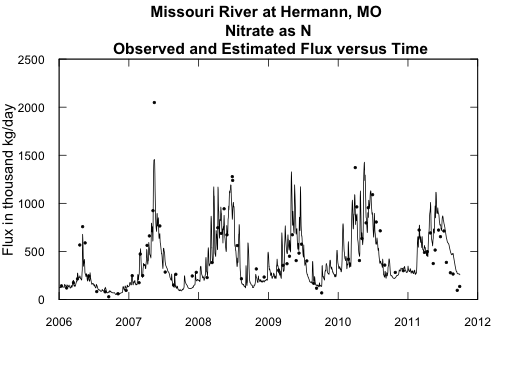 Missouri River at Hermann, MO
Nitrate as N
Observed and Estimated Flux versus Time
Flux in thousand kg/day
2500
2000
1500
1000
500
0
2006 2007 2008 2009 2010 2011 2012